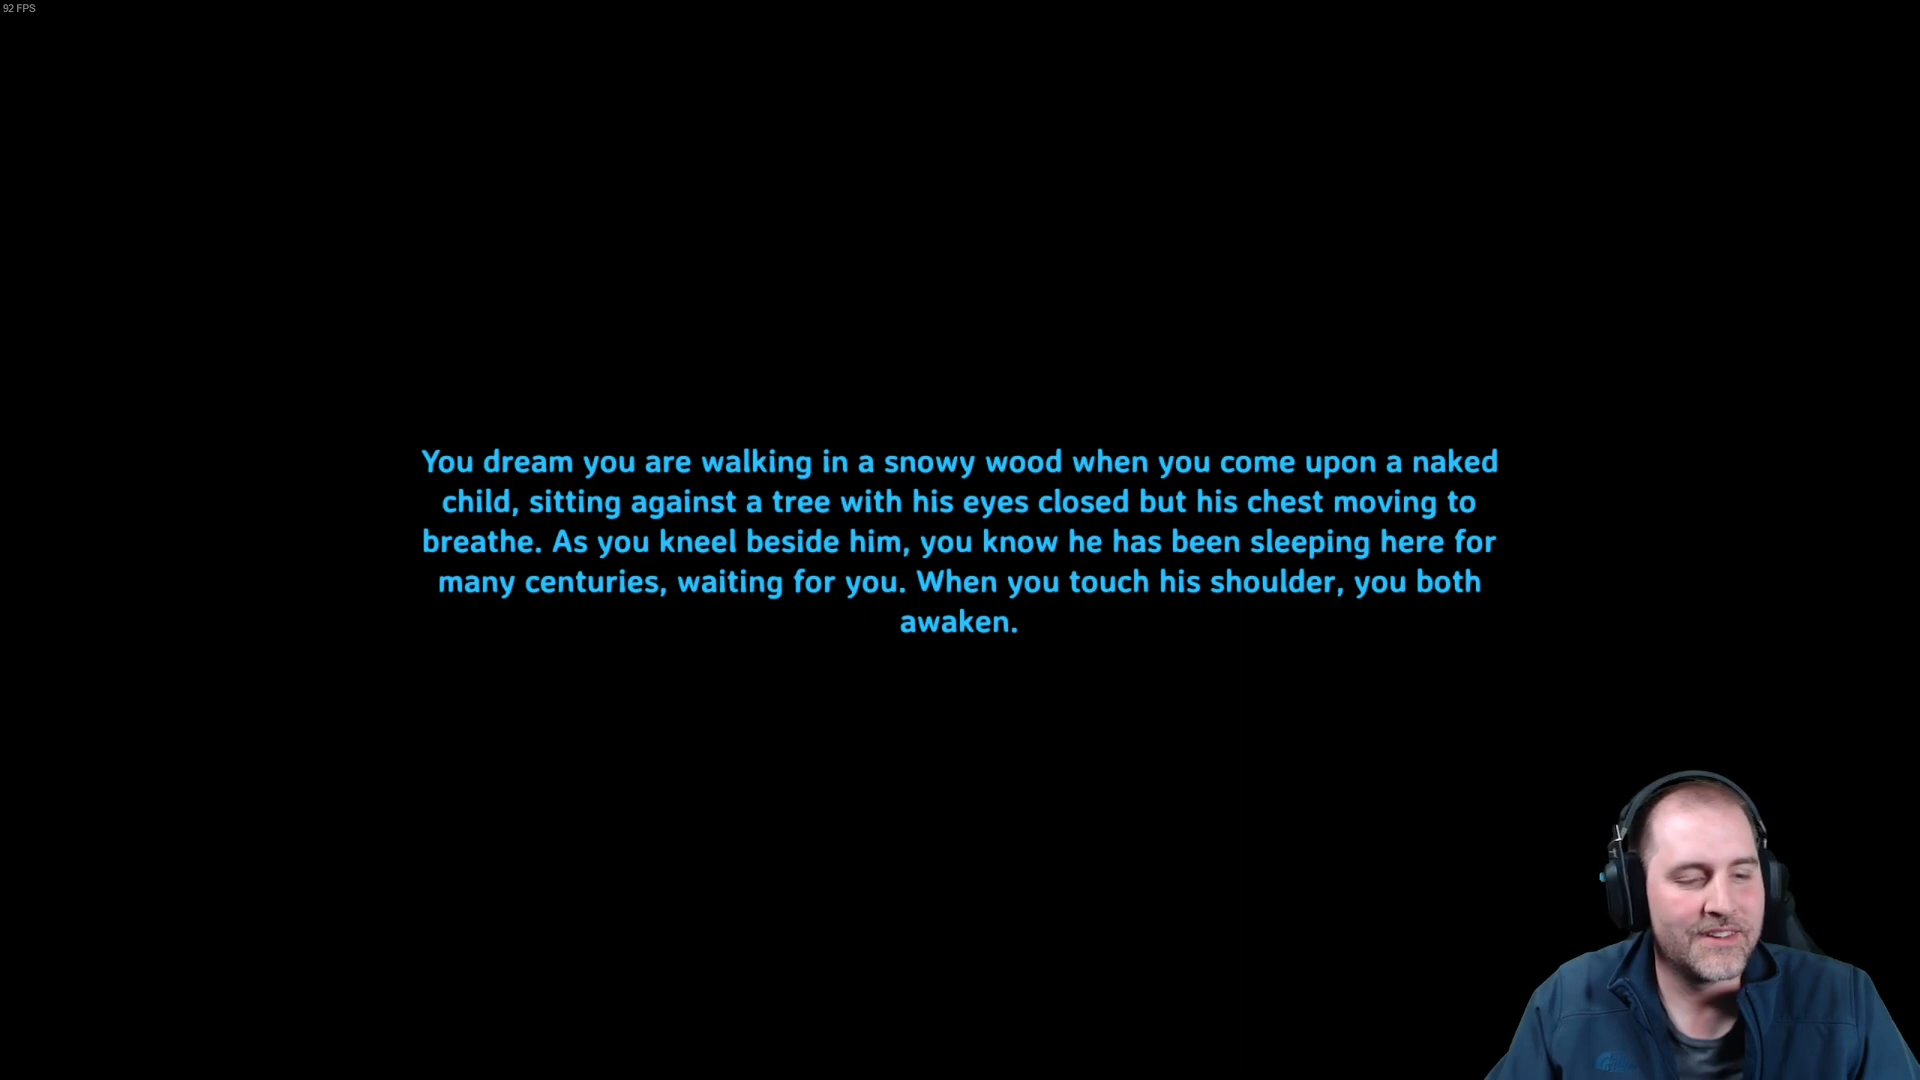 92 FPS
You dream you are walking in a snowy wood when you come upon a naked
child, sitting against a tree with his eyes closed but his chest moving to
breathe. As you kneel beside him, you know he has been sleeping here for
many centuries, waiting for you. When you touch his shoulder, you both
awaken.